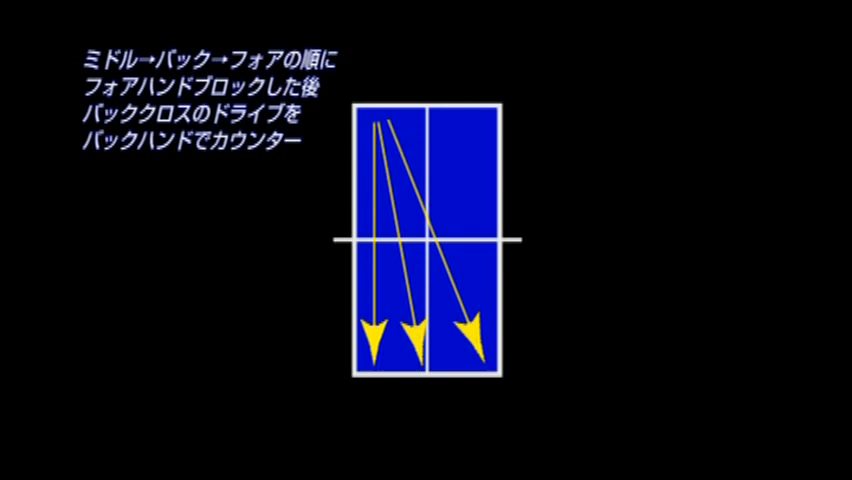 ミドル→バック→フォアの順に
フォアハンドブロックした後
バッククロスのドライブを
バックハンドでカウンター